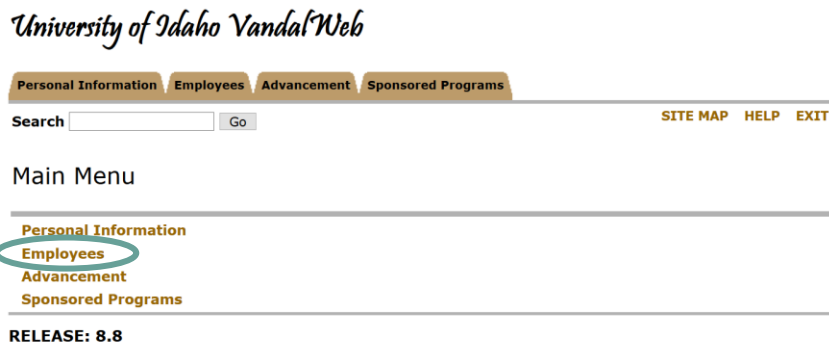 University of Idaho VandalWeb
Personal Information Employees Advancement Sponsored Programs
Search Go SITE MAP HELP EXIT
Main Menu
Personal Information
Employees
Advancement
Sponsored Programs
RELEASE: 8.8